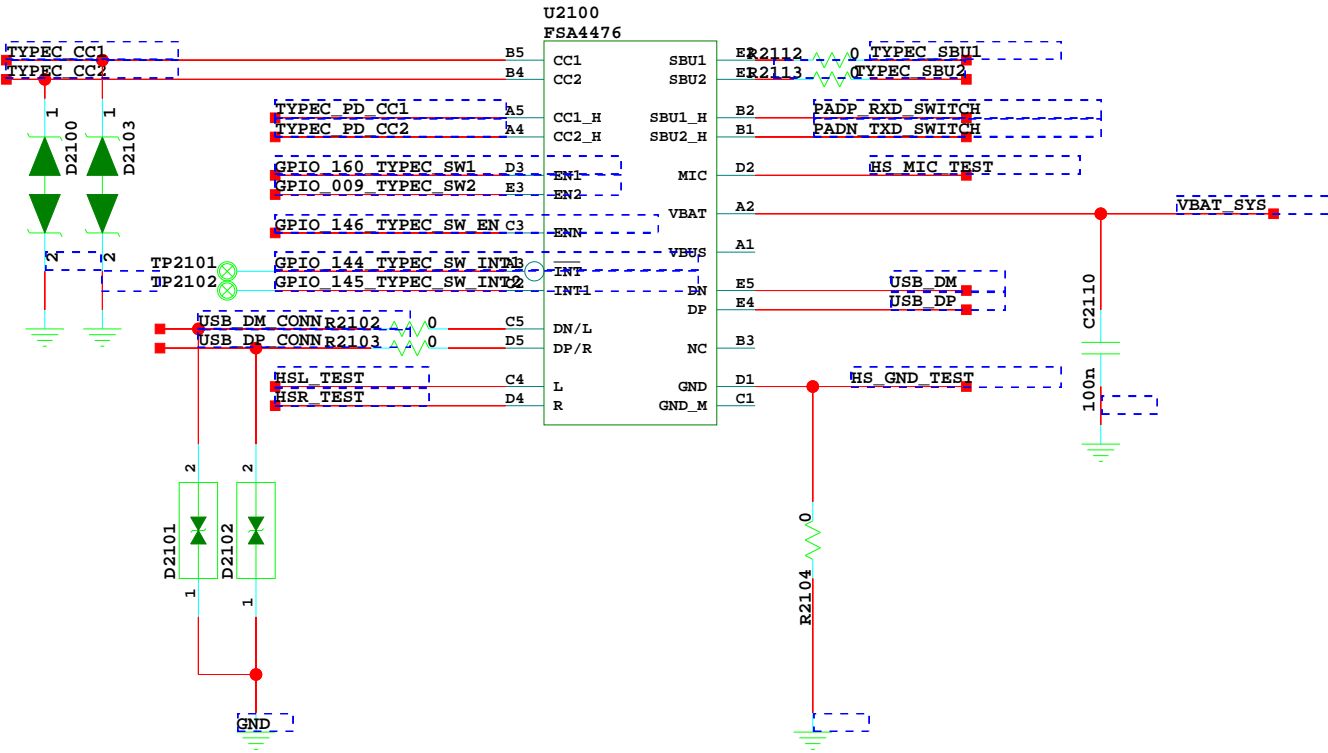 U2100
FSA4476
TYPEC_CC1 B5 CC1 SBU1 R2112 0 TYPEC_SBU1
TYPEC_CC2 B4 CC2 SBU2 R2113 0 TYPEC_SBU2
TYPEC_PD_CC1 A5 CC1_H SBU1_H B2 PADP_RXD_SWITCH
TYPEC_PD_CC2 A4 CC2_H SBU2_H B1 PADN_TXD_SWITCH
1 1
D2100 D2103
2 2
GPIO_160_TYPEC_SW1 D3 EN1 MIC D2 HS_MIC_TEST
GPIO_009_TYPEC_SW2 E3 EN2
GPIO_146_TYPEC_SW_EN C3 ENN VBAT A2 VBAT_SYS
VBUS A1
TP2101 GPIO_144_TYPEC_SW_INT1 A3 INT
TP2102 GPIO_145_TYPEC_SW_INT2 C2 INT1 DN E5 USB_DM
DP E4 USB_DP
USB_DM_CONN R2102 0 C5 DN/L
USB_DP_CONN R2103 0 D5 DP/R NC B3
C2110
100n
HSL_TEST C4 L GND D1 HS_GND_TEST
HSR_TEST D4 R GND_M C1
2 2
D2101 D2102
1 1
0
R2104
GND